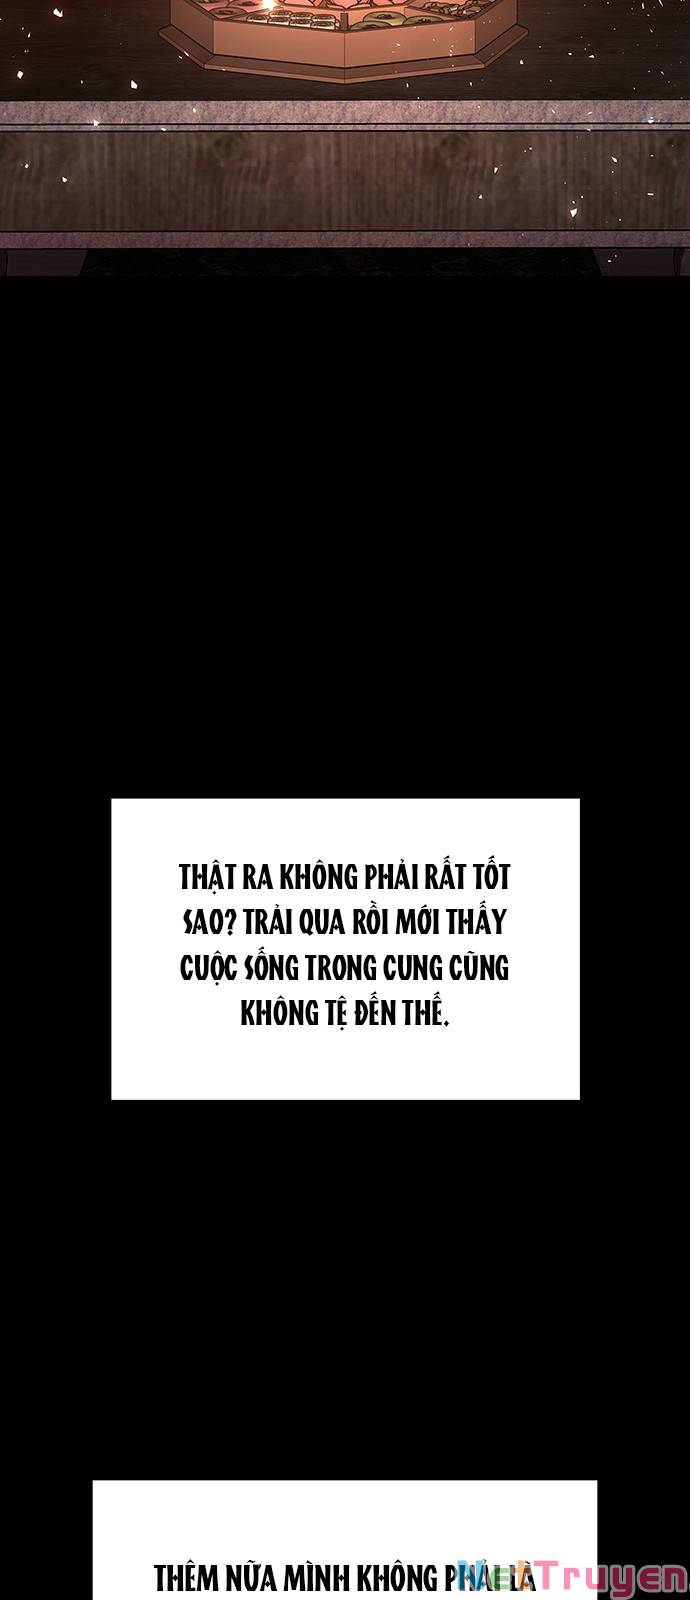 THẬT RA KHÔNG PHẢI RẤT TỐT
SAO? TRẢI QUA RỒI MỚI THẤY
CUỘC SỐNG TRONG CUNG CŨNG
KHÔNG TỆ ĐẾN THẾ.
THÊM NỮA MÌNH KHÔNG PHẢI LÀ
NetTruyen